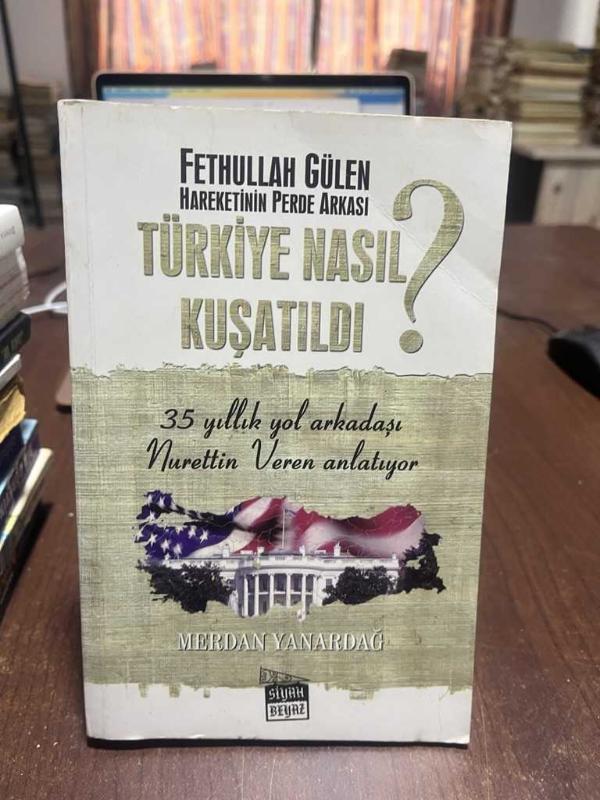 FETHULLAH GÜLEN
HAREKETİNİN PERDE ARKASI
TÜRKİYE NASIL
KUŞATILDI ?
35 yıllık yol arkadaşı
Nurettin Veren anlatıyor
MERDAN YANARDAĞ
SİYAH
BEYAZ